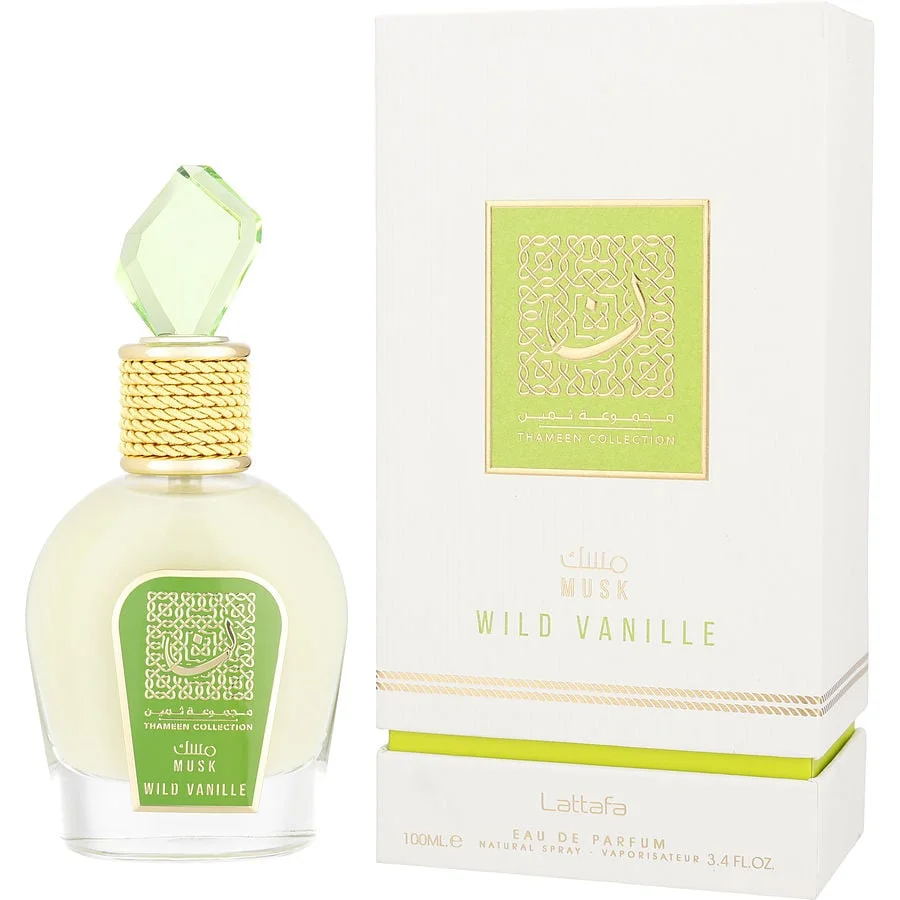 مجموعة ثمين
THAMEEN COLLECTION
مسك
MUSK
WILD VANILLE
مجموعة ثمين
THAMEEN COLLECTION
مسك
MUSK
WILD VANILLE
Lattafa
100ML.e
EAU DE PARFUM
NATURAL SPRAY - VAPORISATEUR
3.4 FL.OZ.